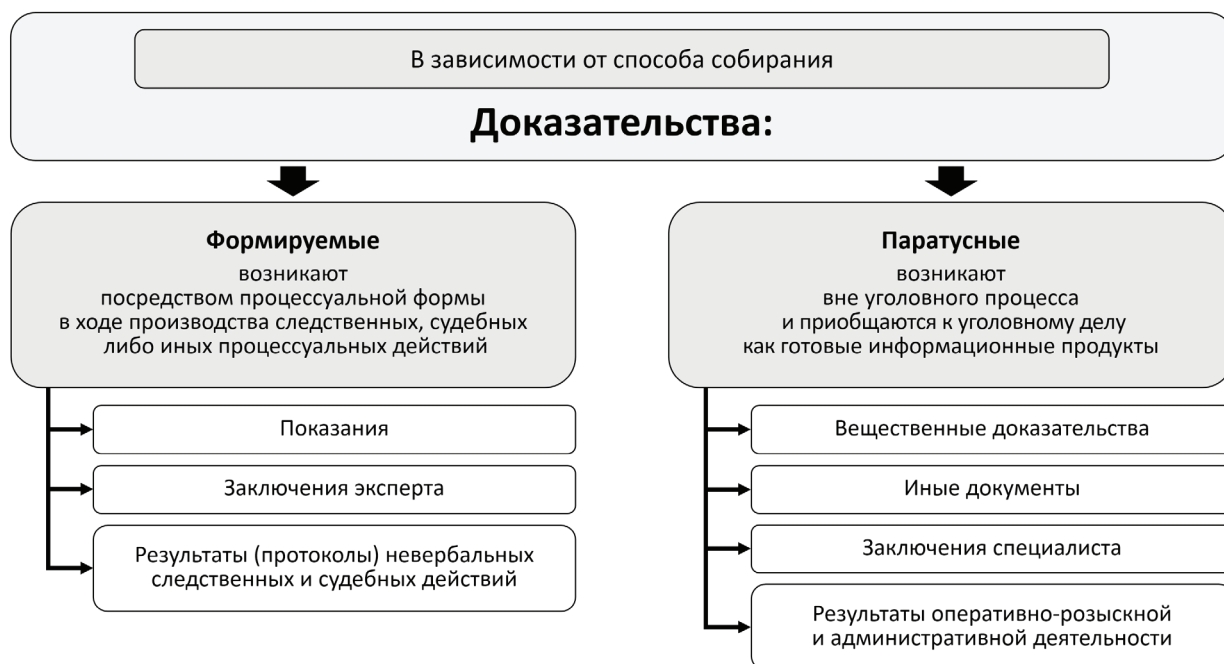 В зависимости от способа собирания
Доказательства:
Формируемые
возникают
посредством процессуальной формы
в ходе производства следственных, судебных
либо иных процессуальных действий
Показания
Заключения эксперта
Результаты (протоколы) невербальных
следственных и судебных действий
Паратусные
возникают
вне уголовного процесса
и приобщаются к уголовному делу
как готовые информационные продукты
Вещественные доказательства
Иные документы
Заключения специалиста
Результаты оперативно-розыскной
и административной деятельности